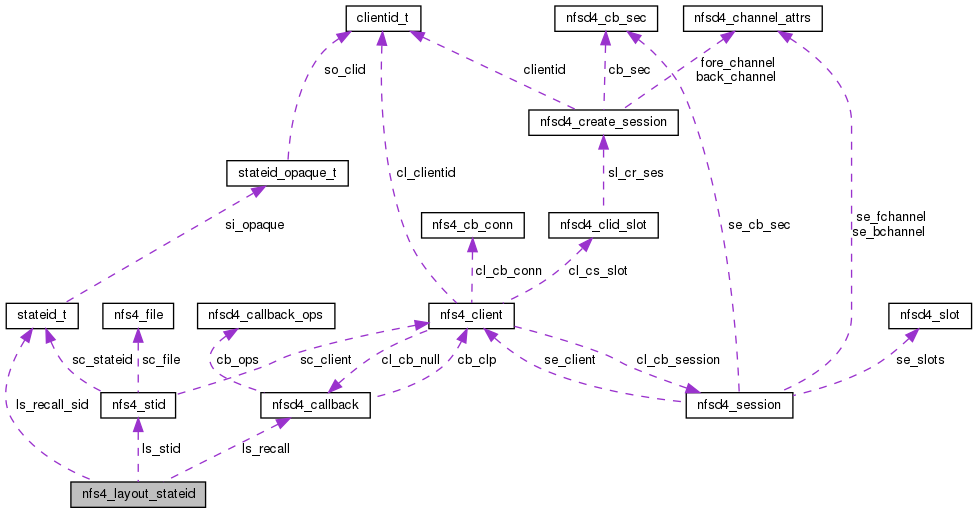 clientid_t
nfsd4_cb_sec
nfsd4_channel_attrs
so_clid
clientid
cb_sec
fore_channel
back_channel
nfsd4_create_session
stateid_opaque_t
cl_clientid
sl_cr_ses
si_opaque
nfs4_cb_conn
nfsd4_clid_slot
se_cb_sec
se_fchannel
se_bchannel
cl_cb_conn
cl_cs_slot
stateid_t
nfs4_file
nfsd4_callback_ops
nfs4_client
nfsd4_slot
sc_stateid
sc_file
cb_ops
sc_client
cl_cb_null
cb_clp
se_client
cl_cb_session
se_slots
ls_recall_sid
nfs4_stid
nfsd4_callback
nfsd4_session
ls_stid
ls_recall
nfs4_layout_stateid